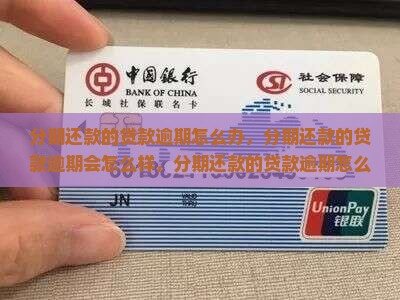 中国银行
BANK OF CHINA
社会保障
SOCIAL SECURITY
长城社保联名卡
分期还款的贷款逾期怎么办，分期还款的贷
款逾期会怎么样，分期还款的贷款逾期怎么
JN
VALID
UnionPay
银联